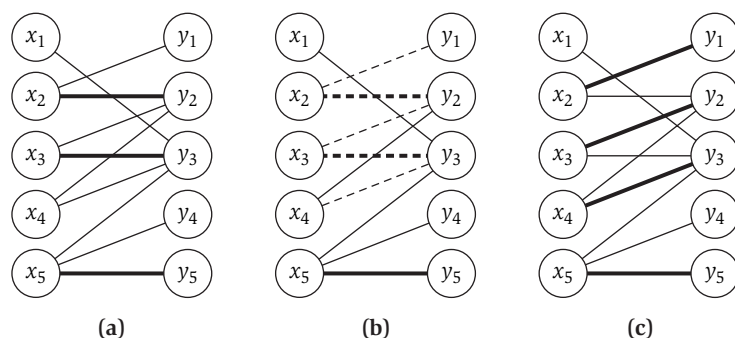 x1 y1 x1 y1 x1 y1
x2 y2 x2 y2 x2 y2
x3 y3 x3 y3 x3 y3
x4 y4 x4 y4 x4 y4
x5 y5 x5 y5 x5 y5
(a) (b) (c)